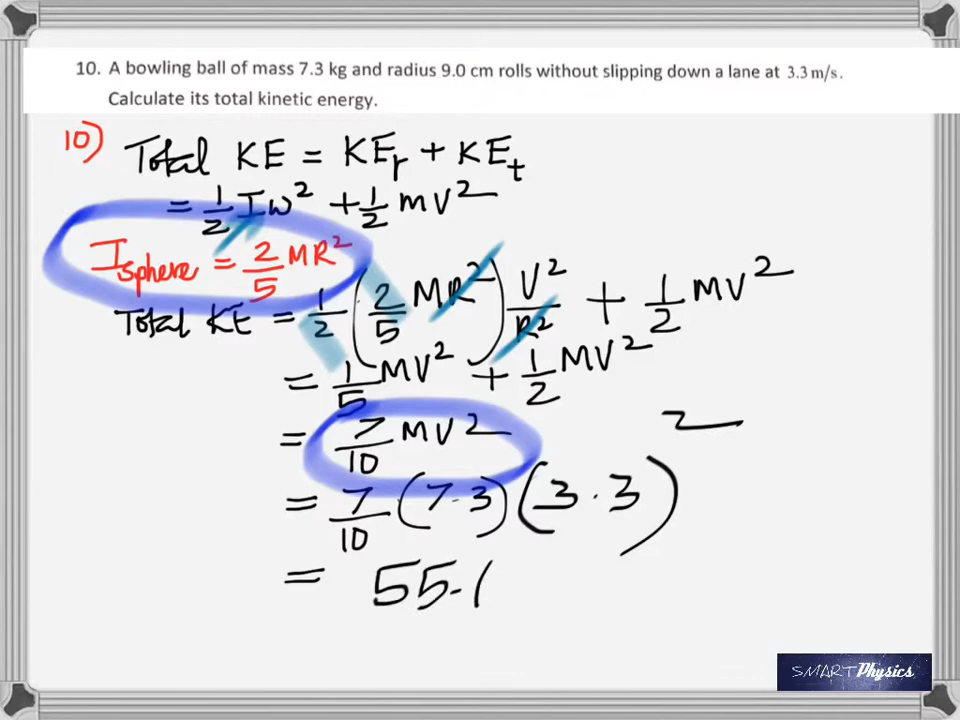 10. A bowling ball of mass 7.3 kg and radius 9.0 cm rolls without slipping down a lane at 3.3 m/s.
Calculate its total kinetic energy.
10) Total KE = KEr + KEt
= 1/2 Iω² + 1/2 mV²
Isphere = 2/5 MR²
Total KE = 1/2 (2/5 MR²) V²/R² + 1/2 MV²
= 1/5 MV² + 1/2 MV²
= 7/10 MV²
= 7/10 (7.3) (3.3)²
= 55.1
SMARTPhysics